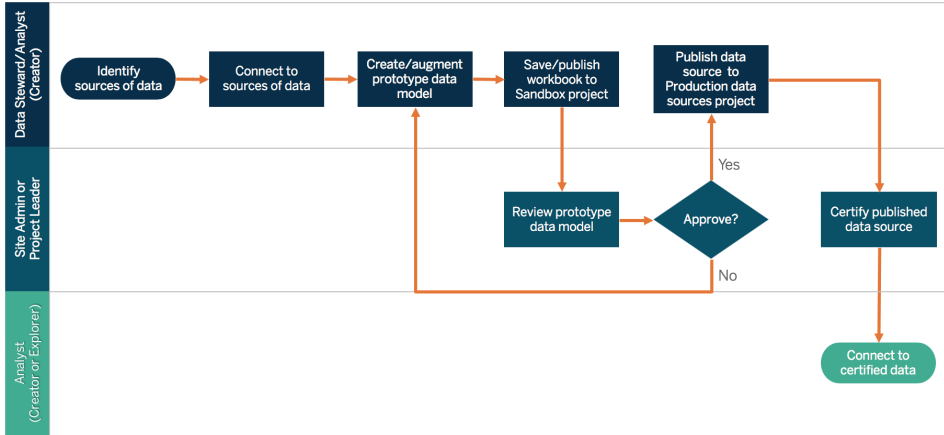 Data Steward/Analyst
(Creator)
Identify
sources of data
Connect to
sources of data
Create/augment
prototype data
model
Save/publish
workbook to
Sandbox project
Publish data
source to
Production data
sources project
Site Admin or
Project Leader
Review prototype
data model
Approve?
Yes
No
Certify published
data source
Analyst
(Creator or Explorer)
Connect to
certified data